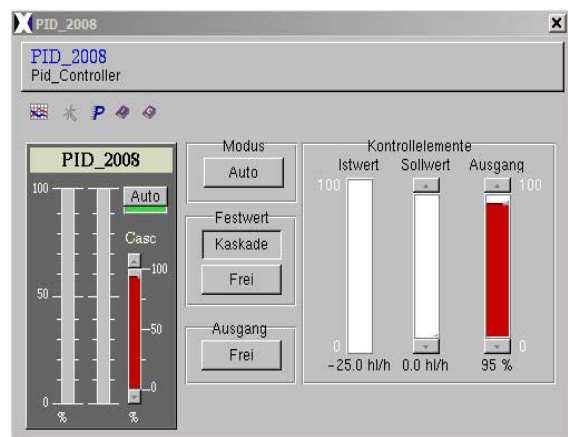 PID_2008
PID_2008
Pid_Controller
P
PID_2008
100
50
0
%
Auto
Casc
100
50
0
%
Modus
Auto
Festwert
Kaskade
Frei
Ausgang
Frei
Kontrollelemente
Istwert Sollwert Ausgang
100 100
0 0
-25.0 hl/h 0.0 hl/h 95 %